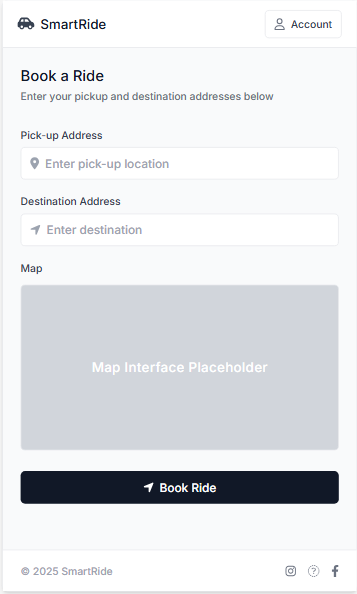 SmartRide
Account
Book a Ride
Enter your pickup and destination addresses below
Pick-up Address
Enter pick-up location
Destination Address
Enter destination
Map
Map Interface Placeholder
Book Ride
© 2025 SmartRide